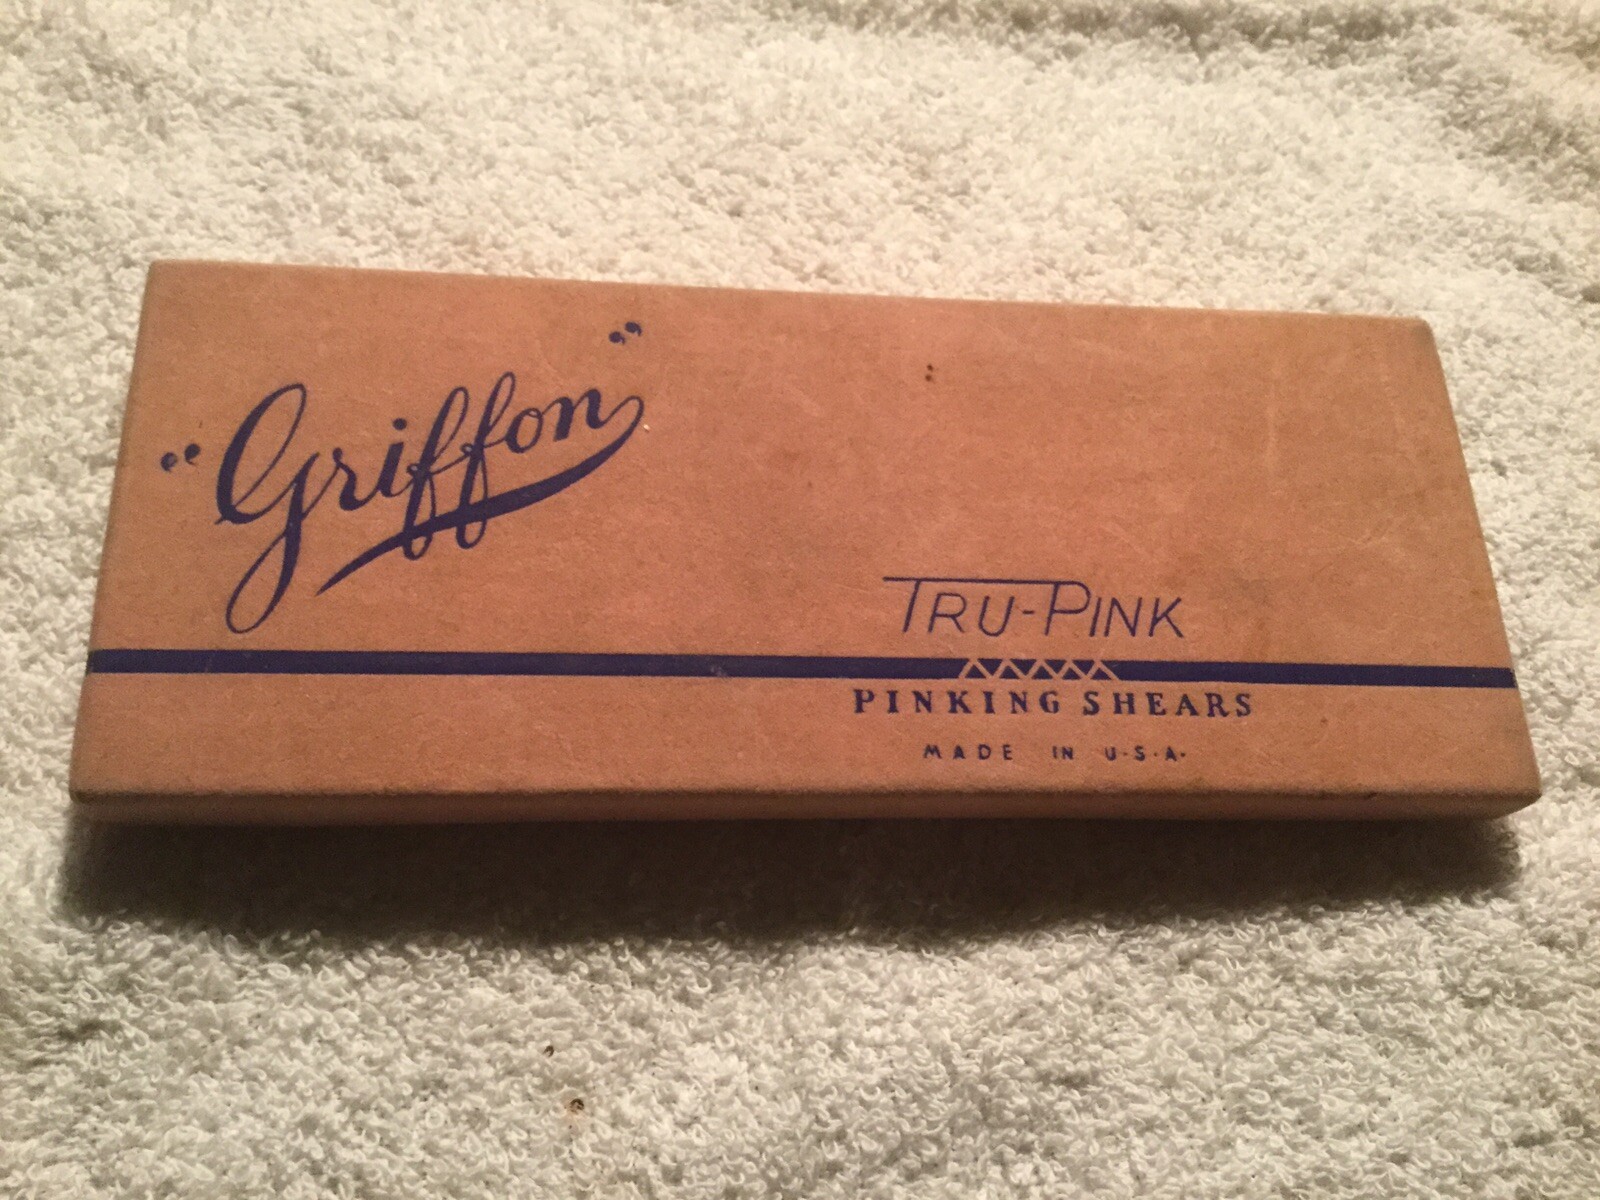 “Griffon”
TRU-PINK
PINKING SHEARS
MADE IN U·S·A·